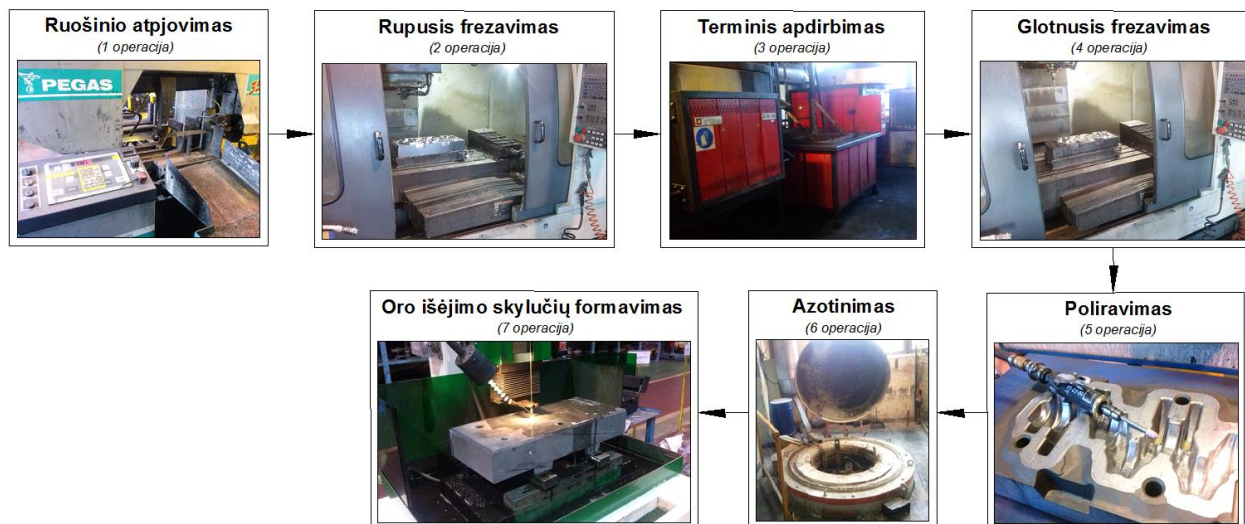 Ruošinio atpjovimas
(1 operacija)
PEGAS
Rupusis frezavimas
(2 operacija)
Terminis apdirbimas
(3 operacija)
Glotnusis frezavimas
(4 operacija)
Poliravimas
(5 operacija)
Azotinimas
(6 operacija)
Oro išėjimo skylučių formavimas
(7 operacija)